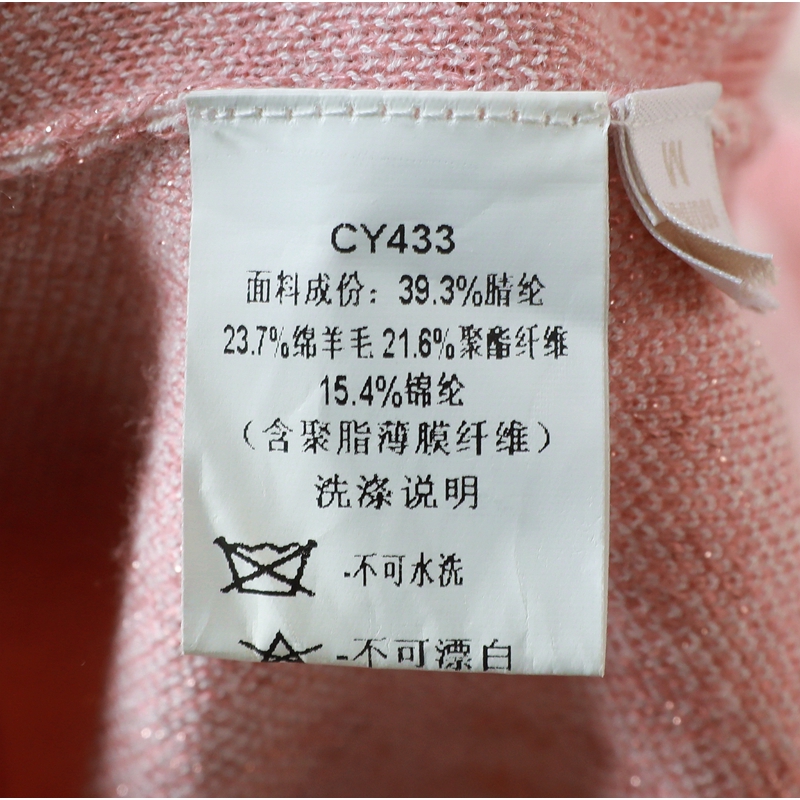 CY433
面料成份：39.3%腈纶
23.7%绵羊毛 21.6%聚酯纤维
15.4%锦纶
（含聚脂薄膜纤维）
洗涤说明
-不可水洗
-不可漂白
M